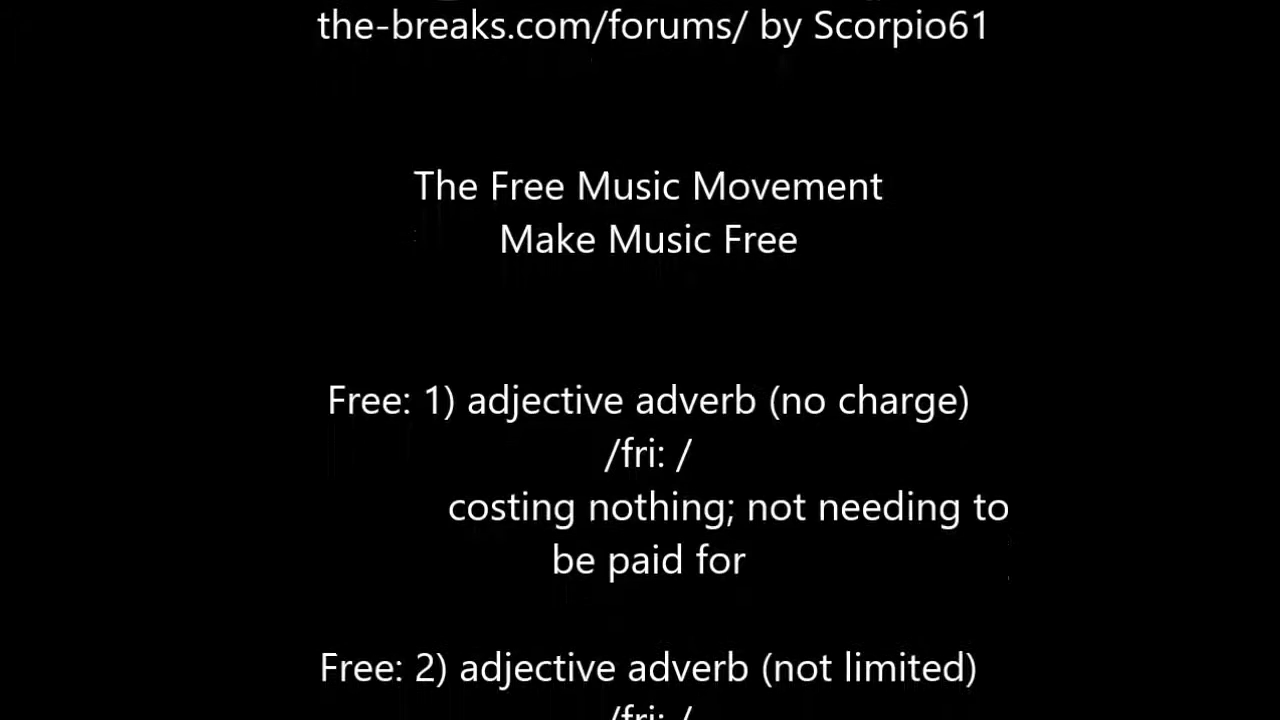 the-breaks.com/forums/ by Scorpio61
The Free Music Movement
Make Music Free
Free: 1) adjective adverb (no charge)
/fri: /
costing nothing; not needing to
be paid for
Free: 2) adjective adverb (not limited)
/fri: /